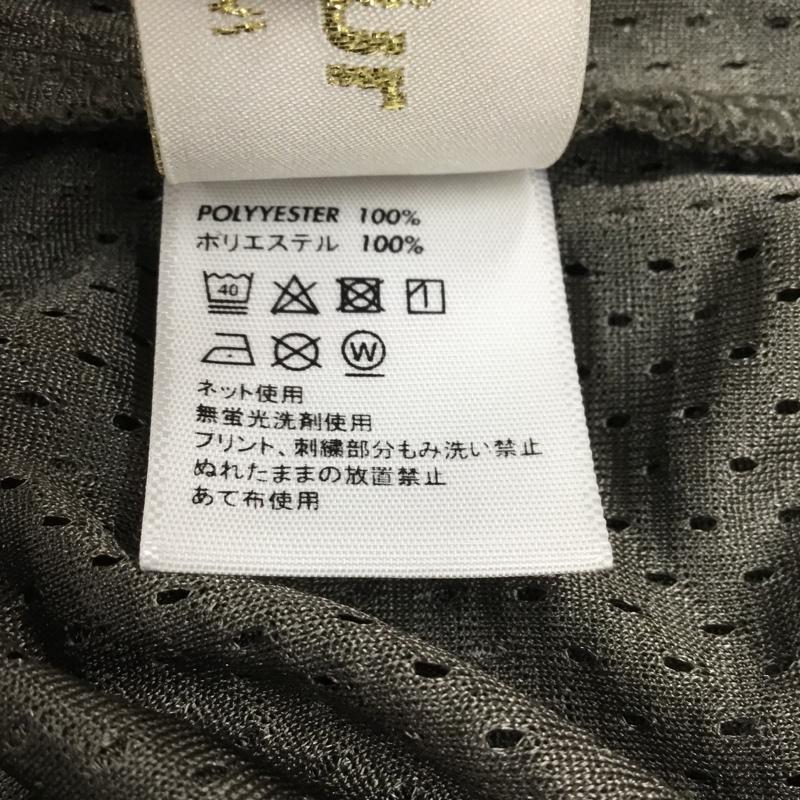 POLYYESTER 100%
ポリエステル 100%
40
W
ネット使用
無蛍光洗剤使用
プリント、刺繍部分もみ洗い禁止
ぬれたままの放置禁止
あて布使用